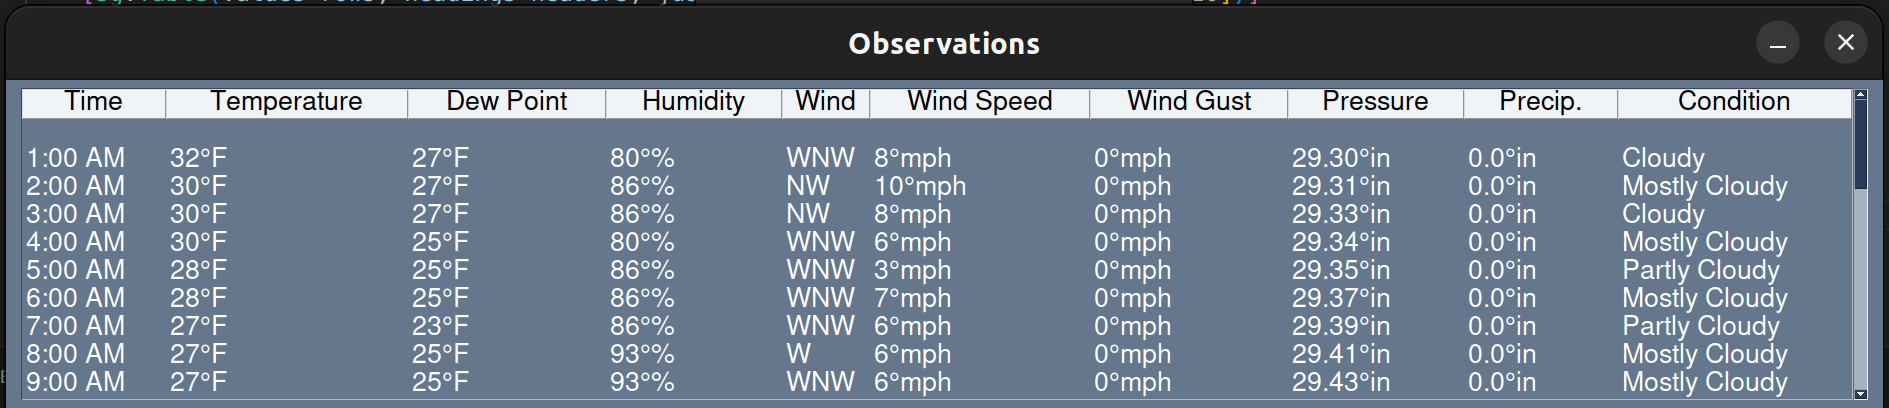 Observations
Time Temperature Dew Point Humidity Wind Wind Speed Wind Gust Pressure Precip. Condition
1:00 AM 32°F 27°F 80°% WNW 8°mph 0°mph 29.30°in 0.0°in Cloudy
2:00 AM 30°F 27°F 86°% NW 10°mph 0°mph 29.31°in 0.0°in Mostly Cloudy
3:00 AM 30°F 27°F 86°% NW 8°mph 0°mph 29.33°in 0.0°in Cloudy
4:00 AM 30°F 25°F 80°% WNW 6°mph 0°mph 29.34°in 0.0°in Mostly Cloudy
5:00 AM 28°F 25°F 86°% WNW 3°mph 0°mph 29.35°in 0.0°in Partly Cloudy
6:00 AM 28°F 25°F 86°% WNW 7°mph 0°mph 29.37°in 0.0°in Mostly Cloudy
7:00 AM 27°F 23°F 86°% WNW 6°mph 0°mph 29.39°in 0.0°in Partly Cloudy
8:00 AM 27°F 25°F 93°% W 6°mph 0°mph 29.41°in 0.0°in Mostly Cloudy
9:00 AM 27°F 25°F 93°% WNW 6°mph 0°mph 29.43°in 0.0°in Mostly Cloudy